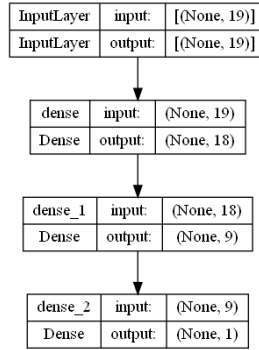 InputLayer input: [(None, 19)]
InputLayer output: [(None, 19)]
dense input: (None, 19)
Dense output: (None, 18)
dense_1 input: (None, 18)
Dense output: (None, 9)
dense_2 input: (None, 9)
Dense output: (None, 1)